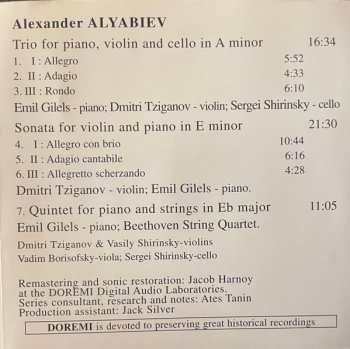 Alexander ALYABIEV
Trio for piano, violin and cello in A minor 16:34
1. I : Allegro 5:52
2. II : Adagio 4:33
3. III : Rondo 6:10
Emil Gilels - piano; Dmitri Tziganov - violin; Sergei Shirinsky - cello
Sonata for violin and piano in E minor 21:30
4. I : Allegro con brio 10:44
5. II : Adagio cantabile 6:16
6. III : Allegretto scherzando 4:28
Dmitri Tziganov - violin; Emil Gilels - piano.
7. Quintet for piano and strings in Eb major 11:05
Emil Gilels - piano; Beethoven String Quartet.
Dmitri Tziganov & Vasily Shirinsky-violins
Vadim Borisofsky-viola; Sergei Shirinsky-cello
Remastering and sonic restoration: Jacob Harnoy
at the DOREMI Digital Audio Laboratories.
Series consultant, research and notes: Ates Tanin
Production assistant: Jack Silver
DOREMI is devoted to preserving great historical recordings